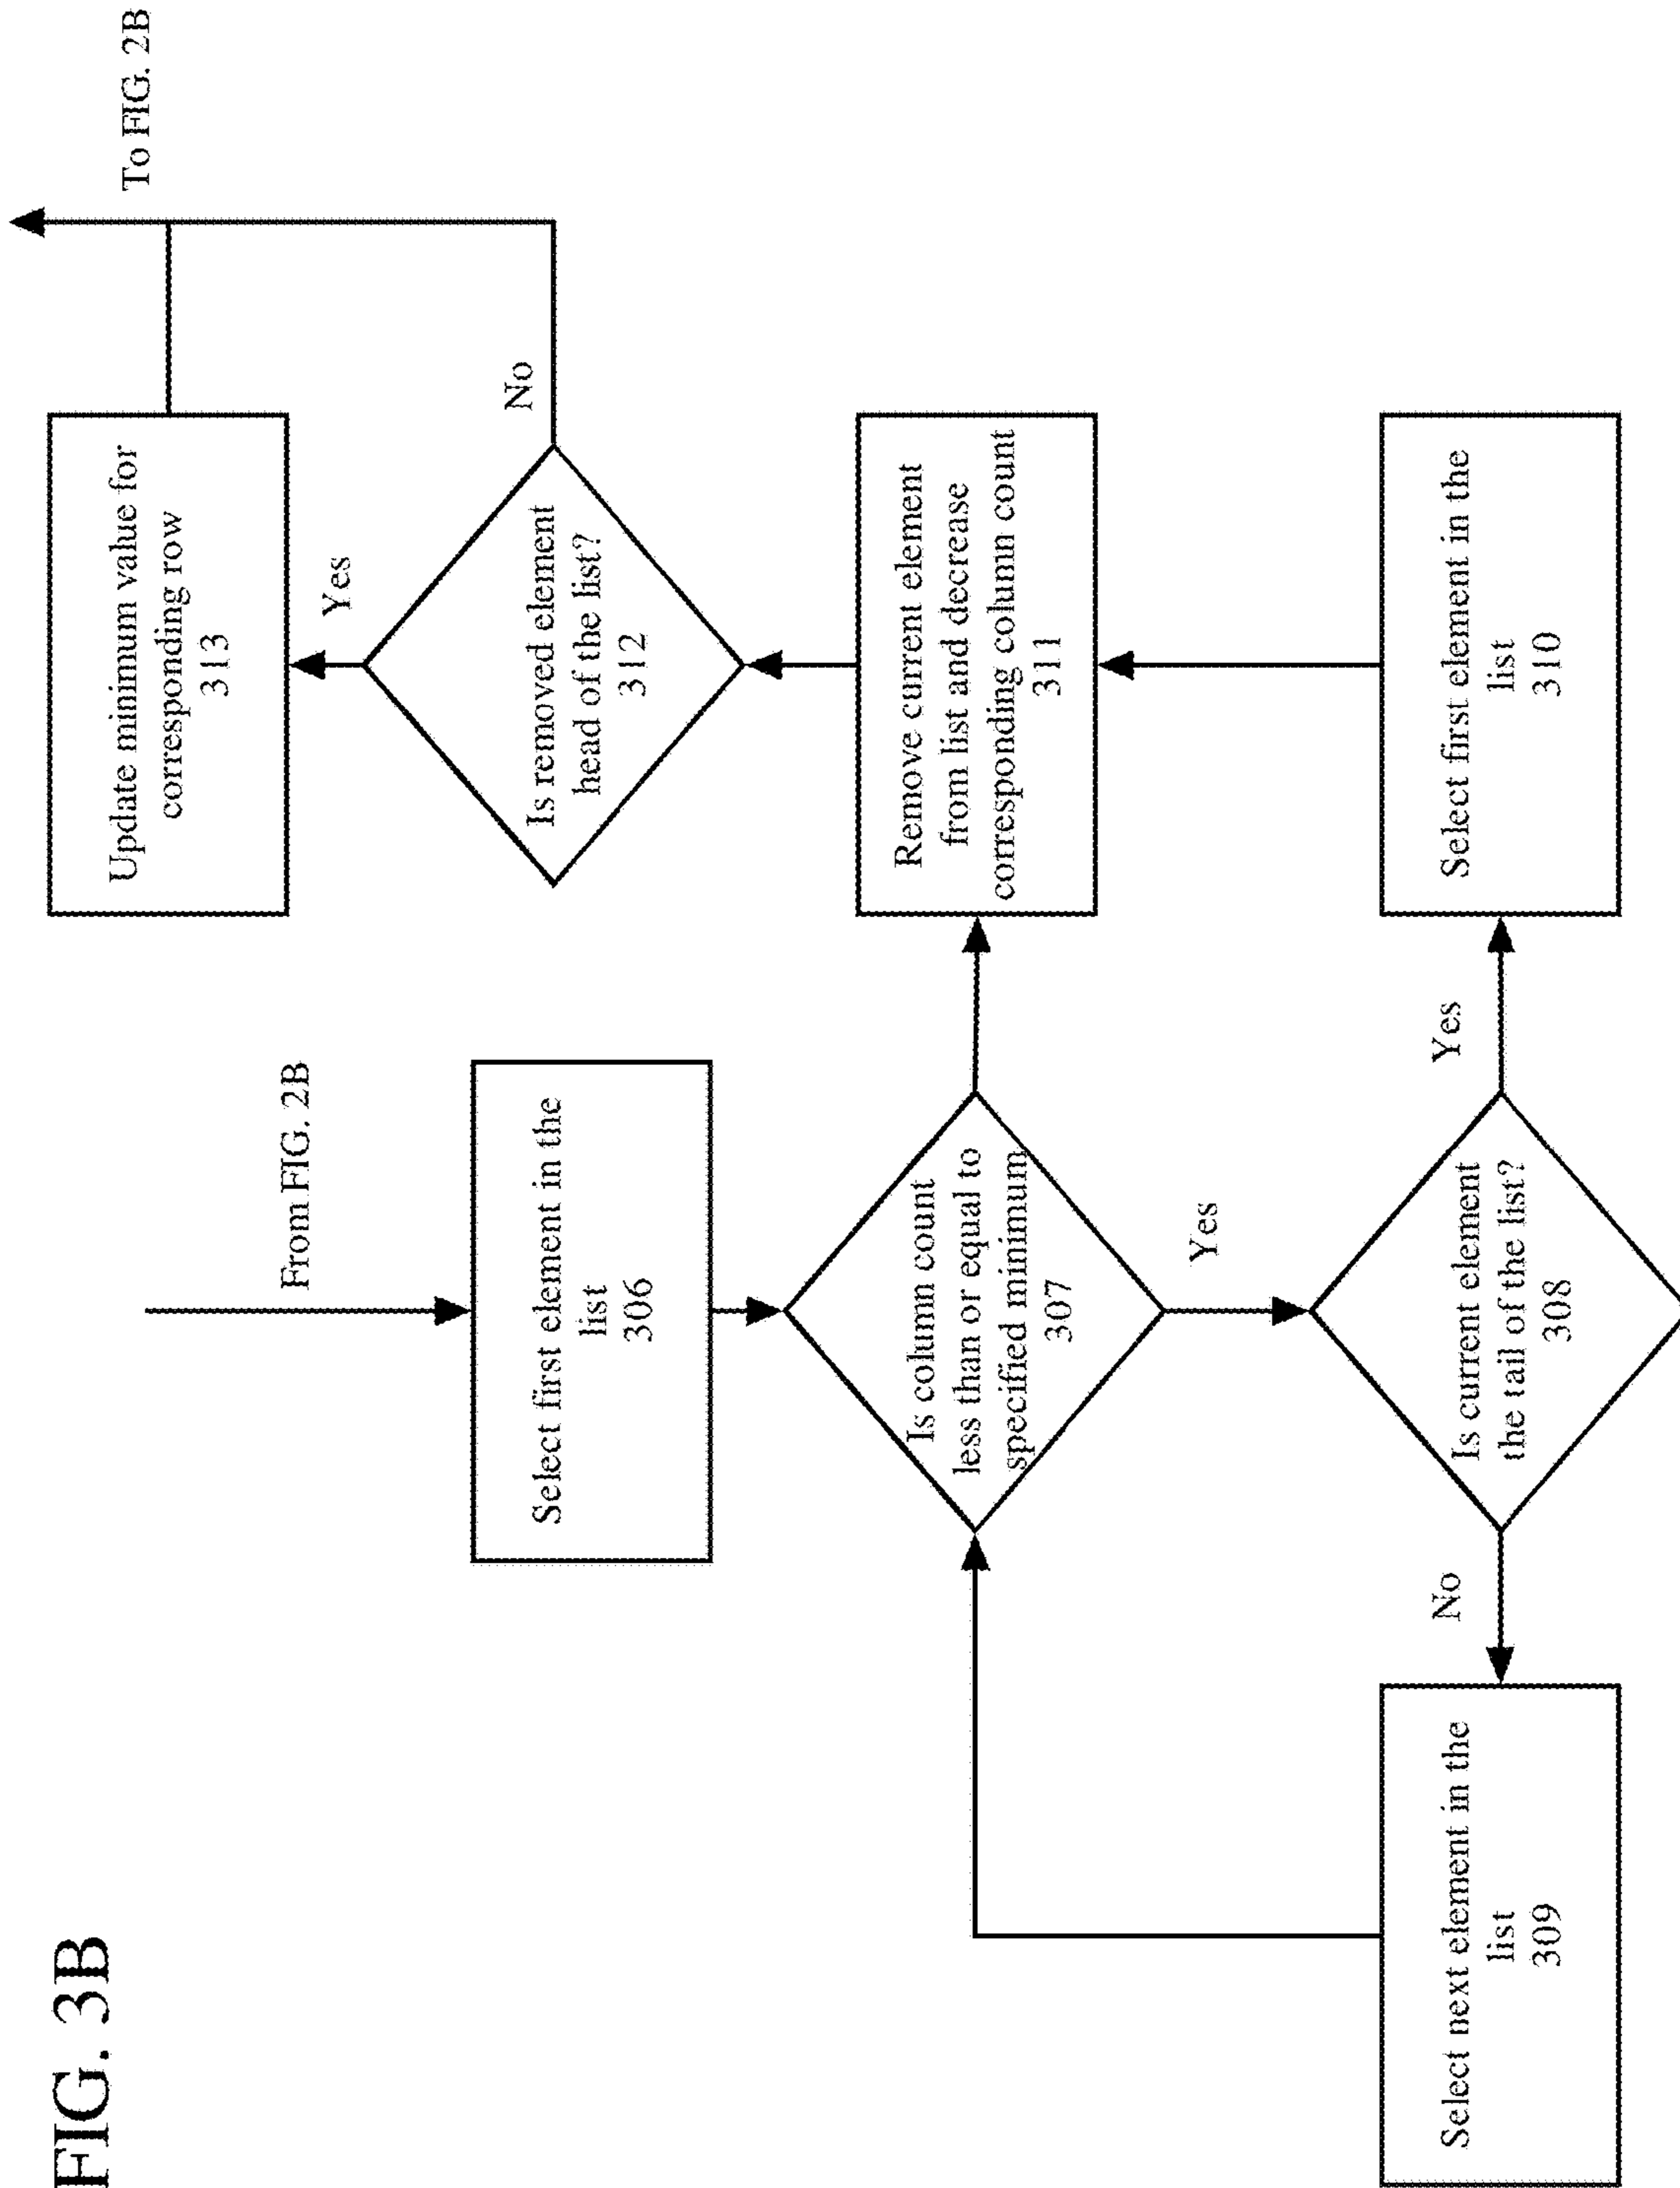 FIG. 3B
From FIG. 2B
To FIG. 2B
Select first element in the
list
306
Is column count
less than or equal to
specified minimum
307
Yes
Is current element
the tail of the list?
308
No
Yes
Select next element in the
list
309
Select first element in the
list
310
Remove current element
from list and decrease
corresponding column count
311
Is removed element
head of the list?
312
Yes
No
Update minimum value for
corresponding row
313